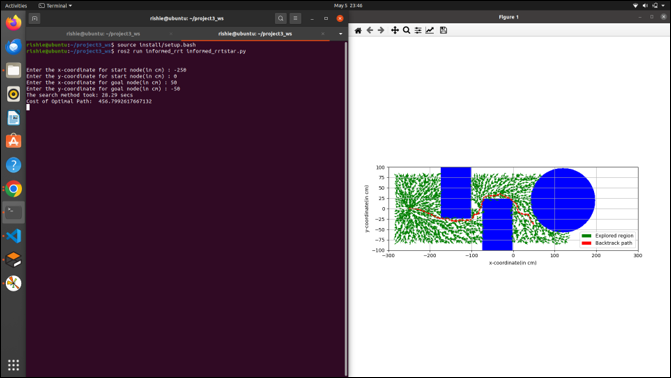 Activities
Terminal
May 5 23:46
rishie@ubuntu: ~/project3_ws
Figure 1
rishie@ubuntu: ~/project3_ws
rishie@ubuntu: ~/project3_ws
rishie@ubuntu:~/project3_ws$ source install/setup.bash
rishie@ubuntu:~/project3_ws$ ros2 run informed_rrt informed_rrtstar.py
Enter the x-coordinate for start node(in cm) : -250
Enter the y-coordinate for start node(in cm) : 0
Enter the x-coordinate for goal node(in cm) : 50
Enter the y-coordinate for goal node(in cm) : -50
The search method took: 28.29 secs
Cost of Optimal Path:  456.7992617667132
100
75
50
25
0
−25
−50
−75
−100
y-coordinate(in cm)
Explored region
Backtrack path
−300
−200
−100
0
100
200
300
x-coordinate(in cm)